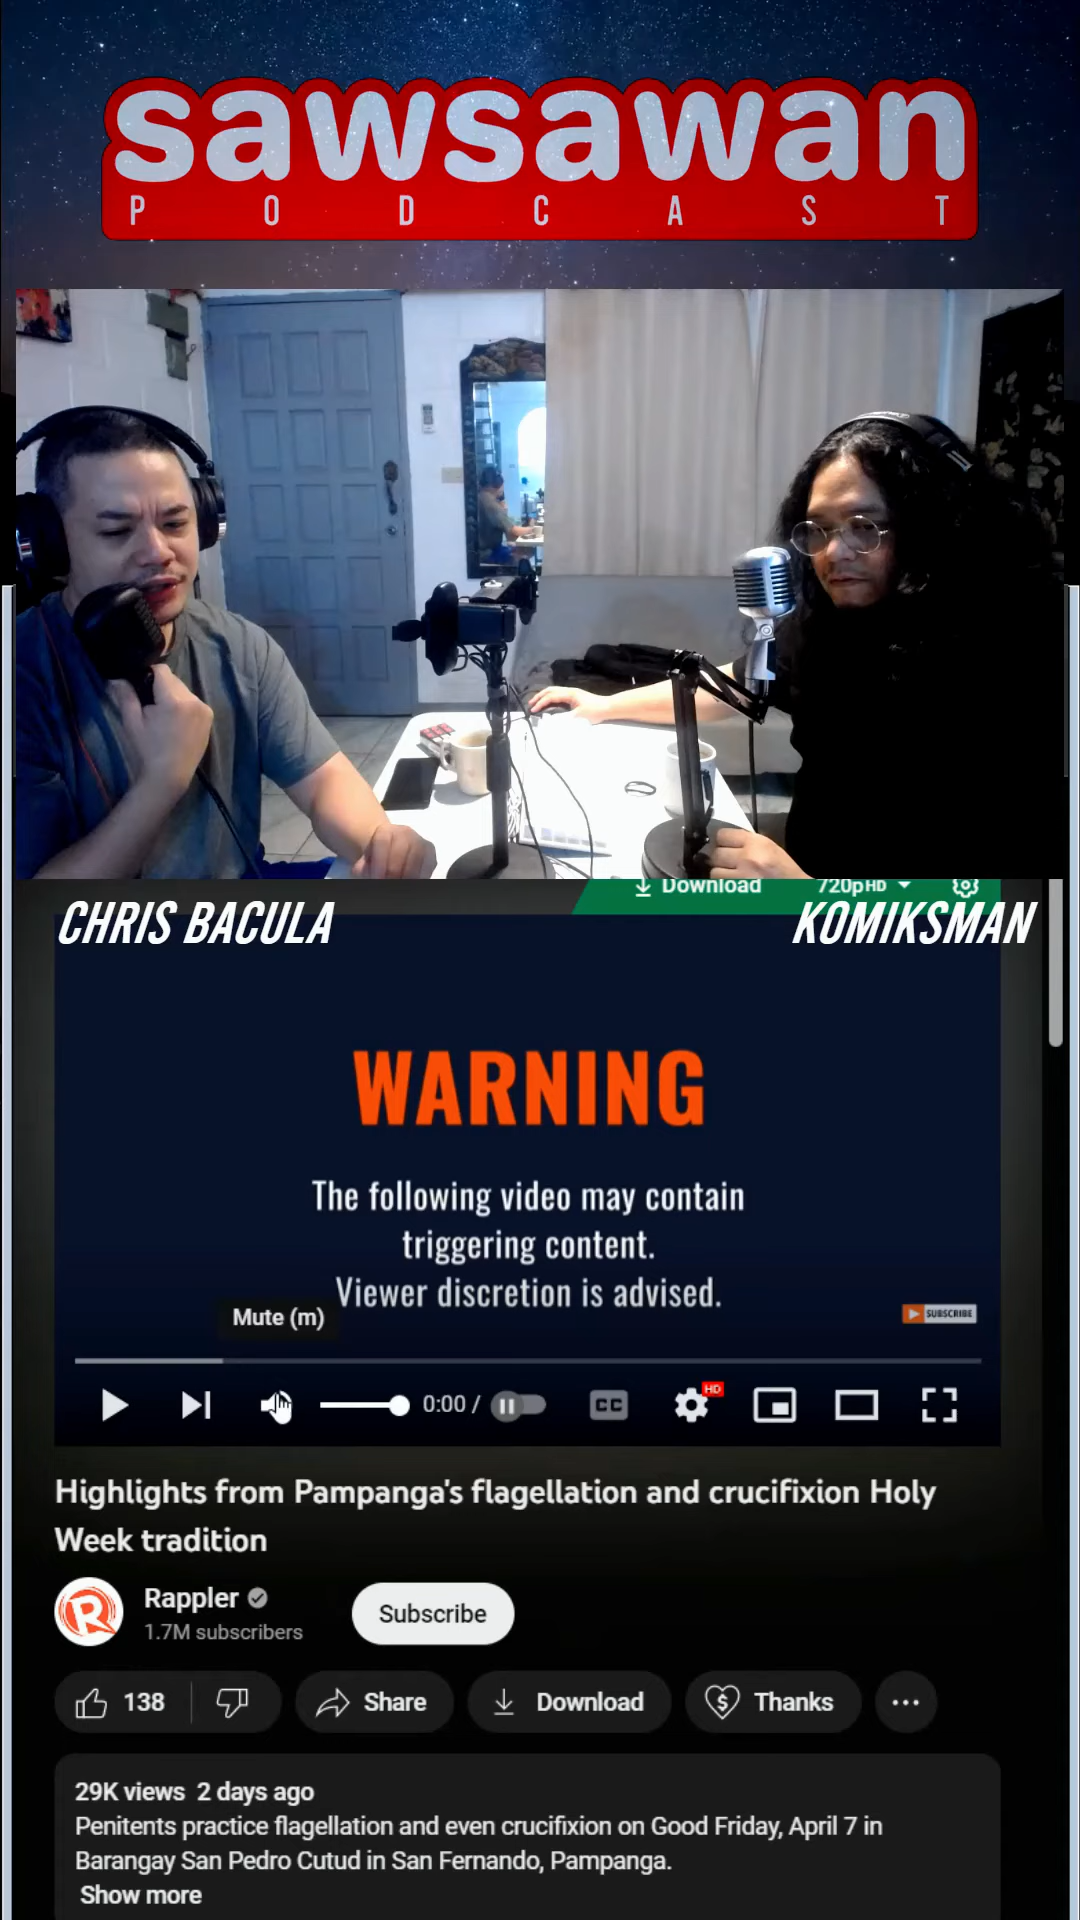 sawsawan
PODCAST
Download 720pHD
CHRIS BACULA
KOMIKSMAN
WARNING
The following video may contain
triggering content.
Viewer discretion is advised.
SUBSCRIBE
Mute (m)
0:00 /
CC
HD
Highlights from Pampanga's flagellation and crucifixion Holy
Week tradition
Rappler
1.7M subscribers
Subscribe
138
Share
Download
Thanks
29K views 2 days ago
Penitents practice flagellation and even crucifixion on Good Friday, April 7 in
Barangay San Pedro Cutud in San Fernando, Pampanga.
Show more